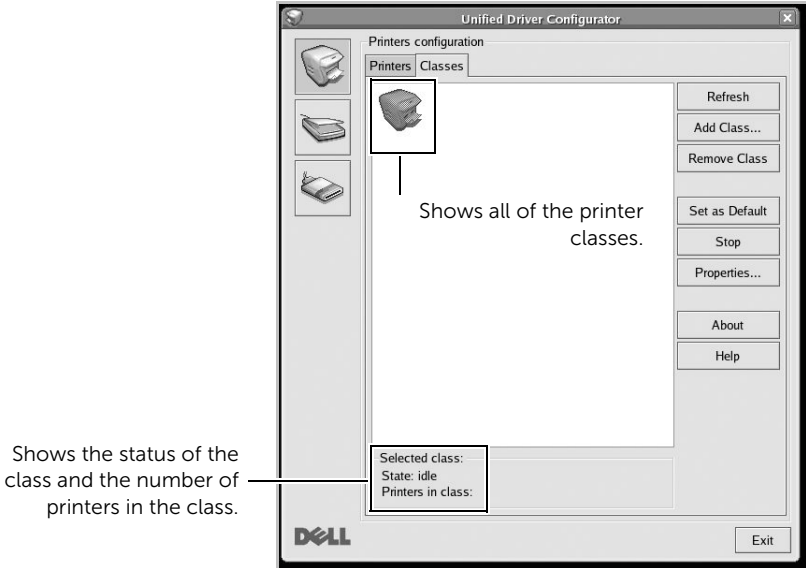 Unified Driver Configurator
Printers configuration
Printers Classes
Refresh
Add Class...
Remove Class
Shows all of the printer
classes.
Set as Default
Stop
Properties...
About
Help
Shows the status of the
class and the number of
printers in the class.
Selected class:
State: idle
Printers in class:
DELL
Exit